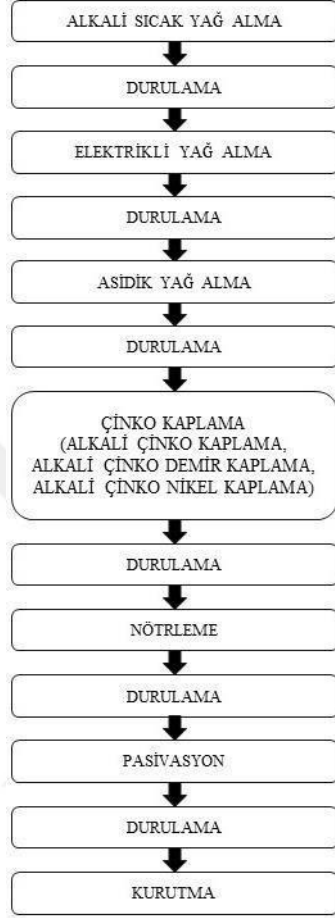 ALKALİ SICAK YAĞ ALMA
DURULAMA
ELEKTRİKLİ YAĞ ALMA
DURULAMA
ASİDİK YAĞ ALMA
DURULAMA
ÇİNKO KAPLAMA
(ALKALİ ÇİNKO KAPLAMA,
ALKALİ ÇİNKO DEMİR KAPLAMA,
ALKALİ ÇİNKO NİKEL KAPLAMA)
DURULAMA
NÖTRLEME
DURULAMA
PASİVASYON
DURULAMA
KURUTMA